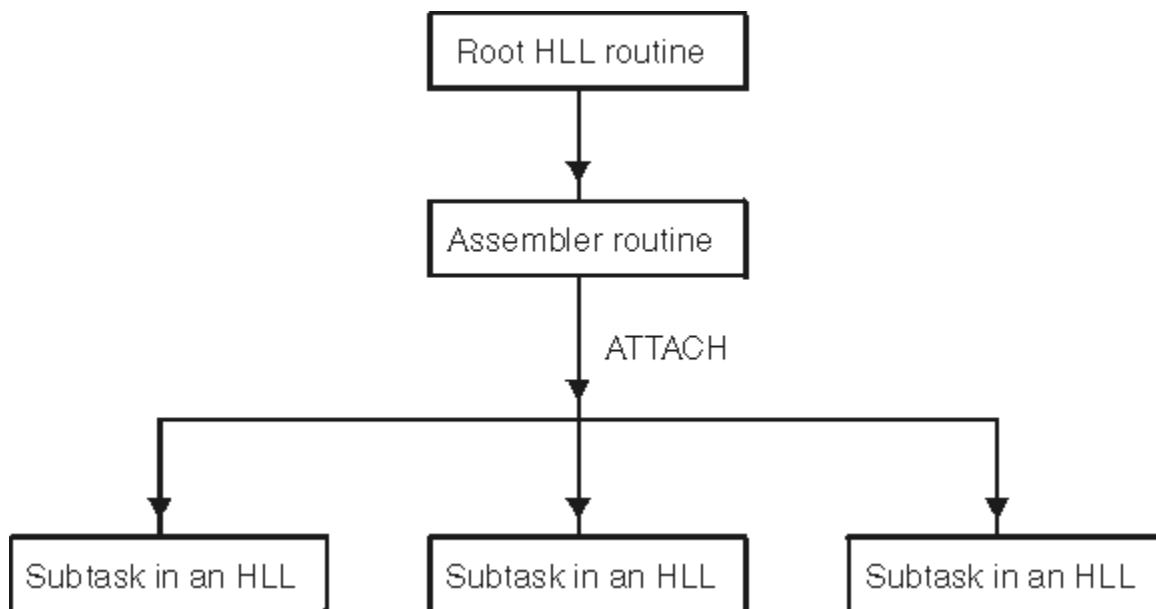 Root HLL routine
Assembler routine
ATTACH
Subtask in an HLL
Subtask in an HLL
Subtask in an HLL